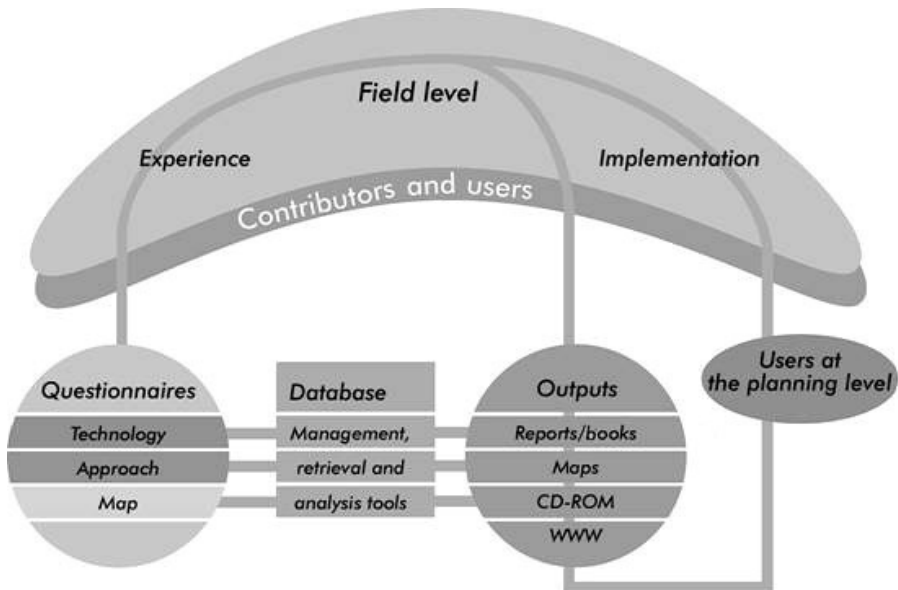 Field level
Experience
Implementation
Contributors and users
Questionnaires
Technology
Approach
Map
Database
Management,
retrieval and
analysis tools
Outputs
Reports/books
Maps
CD-ROM
WWW
Users at
the planning level